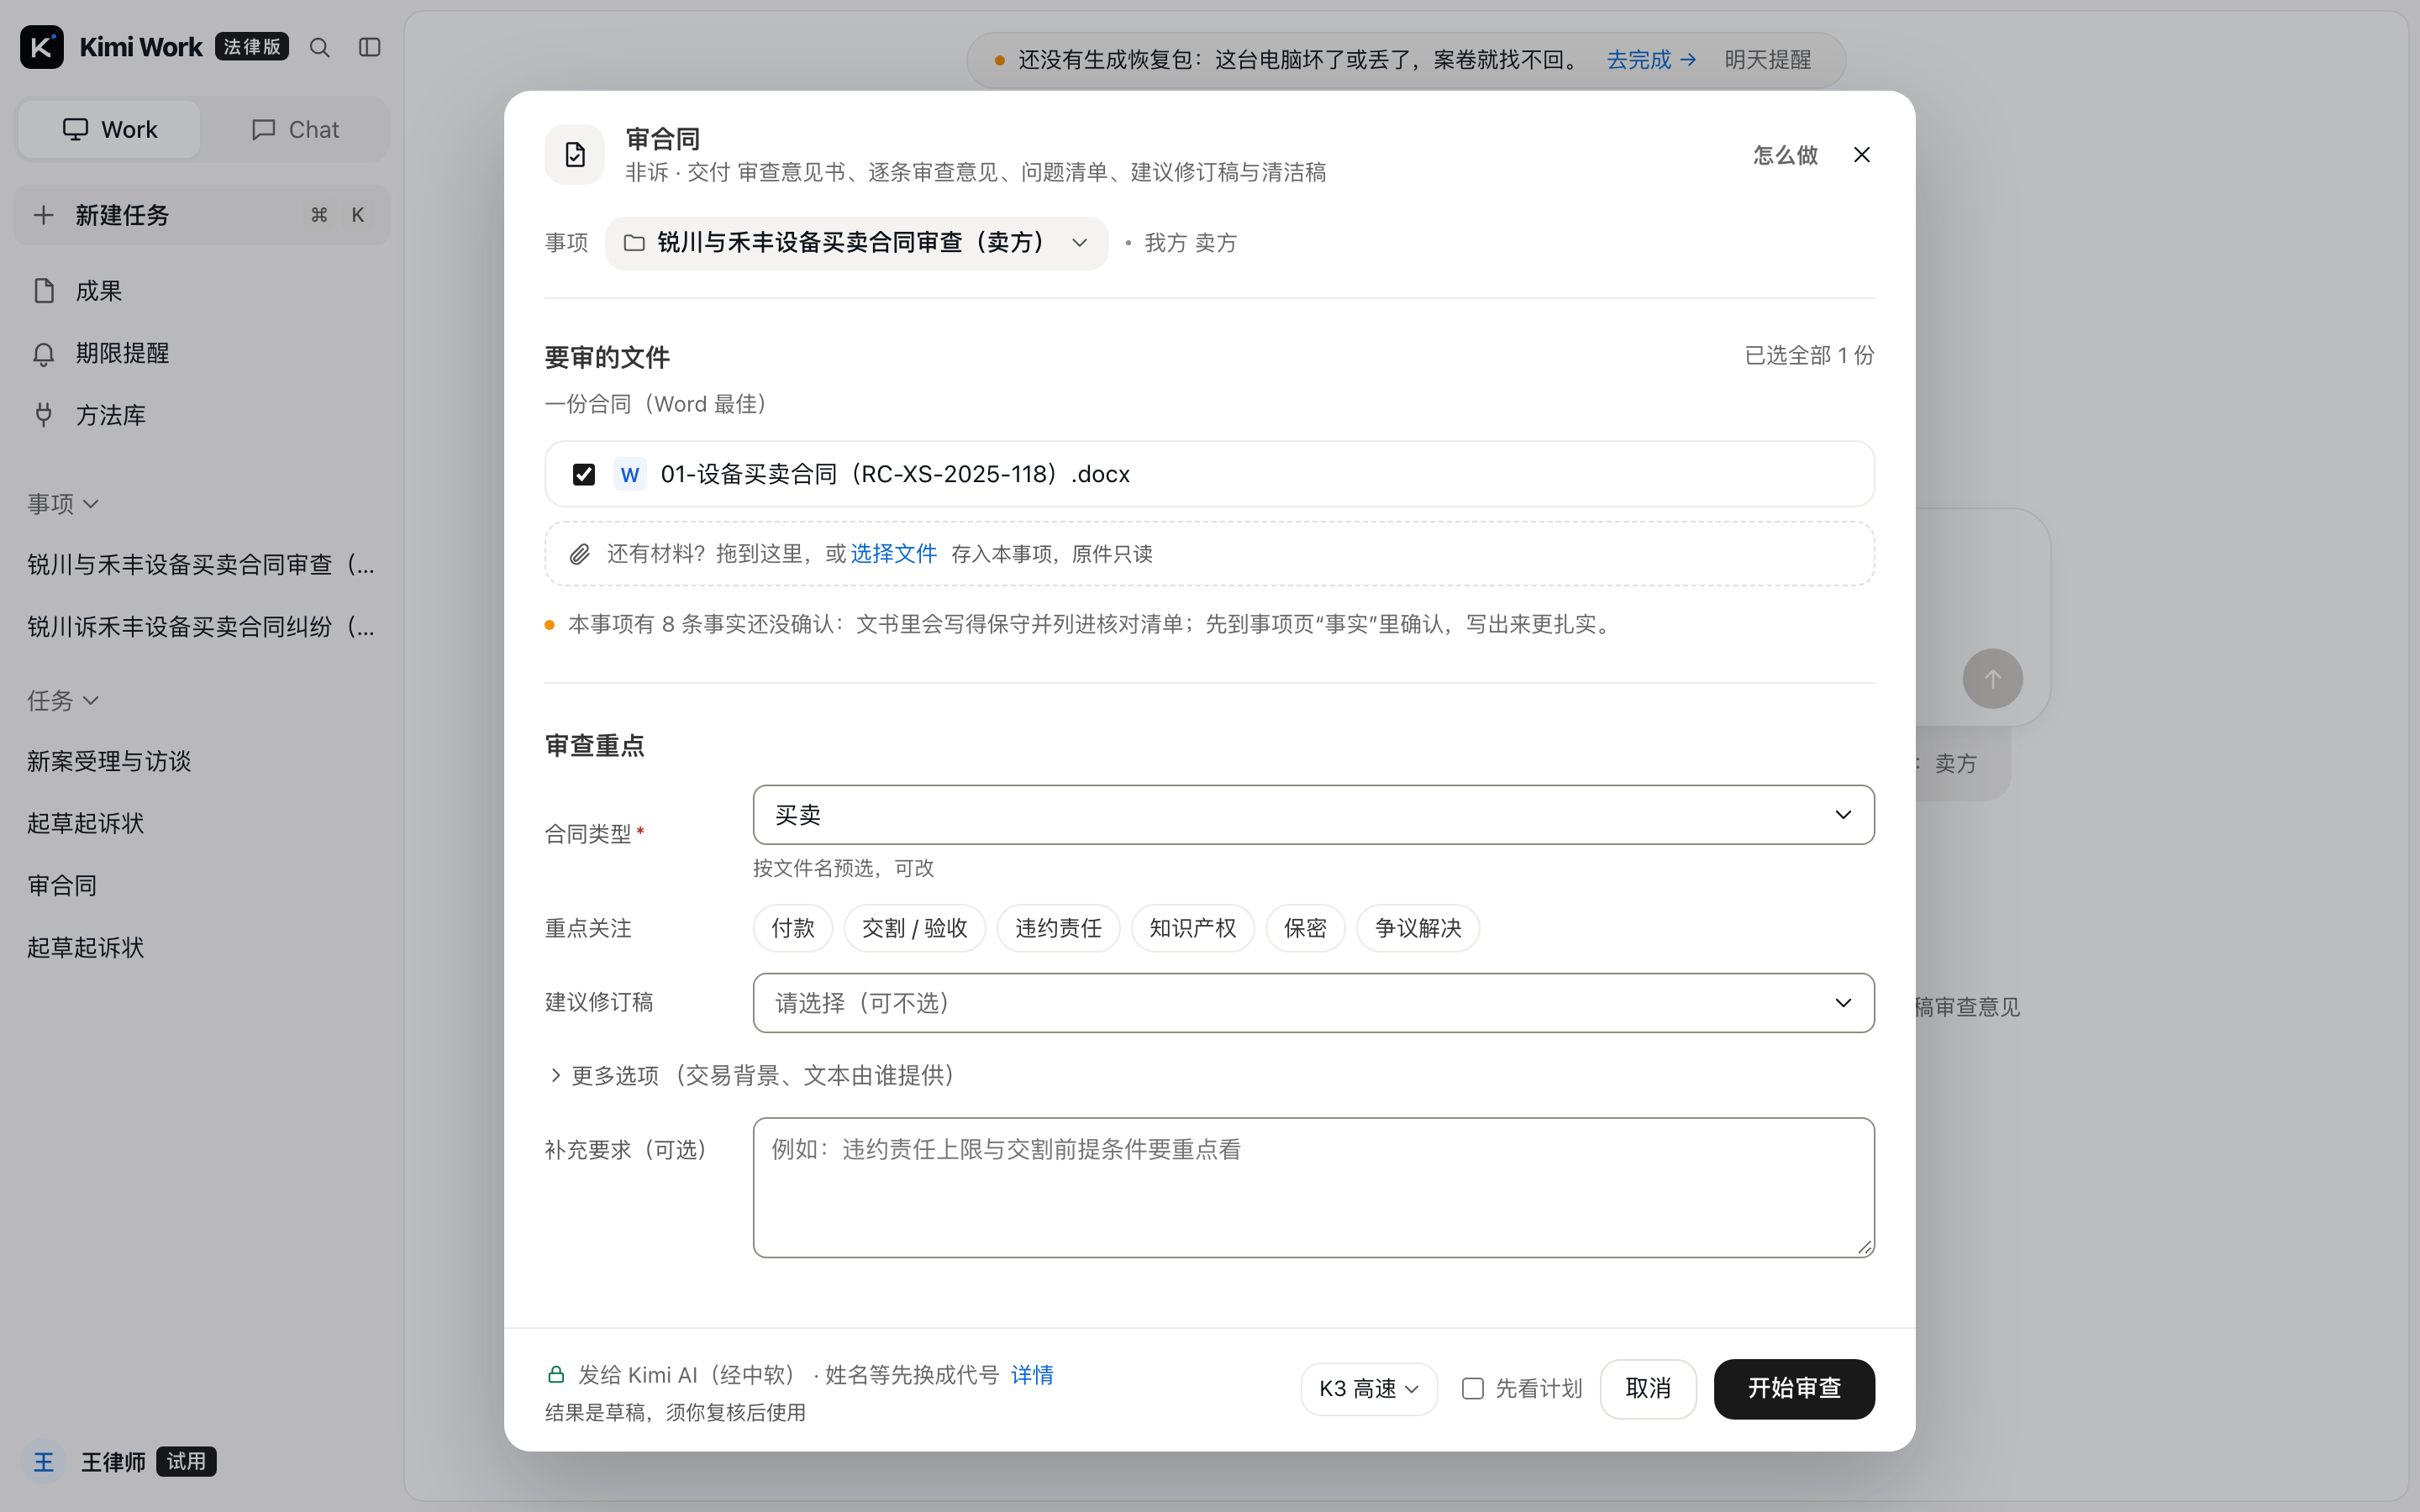 Kimi Work 法律版
Work
Chat
新建任务 ⌘ K
成果
期限提醒
方法库
事项
锐川与禾丰设备买卖合同审查（...
锐川诉禾丰设备买卖合同纠纷（...
任务
新案受理与访谈
起草起诉状
审合同
起草起诉状
王 王律师 试用
还没有生成恢复包：这台电脑坏了或丢了，案卷就找不回。 去完成 → 明天提醒
审合同
非诉 · 交付 审查意见书、逐条审查意见、问题清单、建议修订稿与清洁稿
怎么做
事项 锐川与禾丰设备买卖合同审查（卖方） • 我方 卖方
要审的文件
已选全部 1 份
一份合同（Word 最佳）
W 01-设备买卖合同（RC-XS-2025-118）.docx
还有材料？拖到这里，或选择文件 存入本事项，原件只读
本事项有 8 条事实还没确认：文书里会写得保守并列进核对清单；先到事项页“事实”里确认，写出来更扎实。
审查重点
合同类型* 买卖
按文件名预选，可改
重点关注 付款 交割 / 验收 违约责任 知识产权 保密 争议解决
建议修订稿 请选择（可不选）
更多选项（交易背景、文本由谁提供）
补充要求（可选） 例如：违约责任上限与交割前提条件要重点看
发给 Kimi AI（经中软） · 姓名等先换成代号 详情
结果是草稿，须你复核后使用
K3 高速 先看计划 取消 开始审查
：卖方
稿审查意见